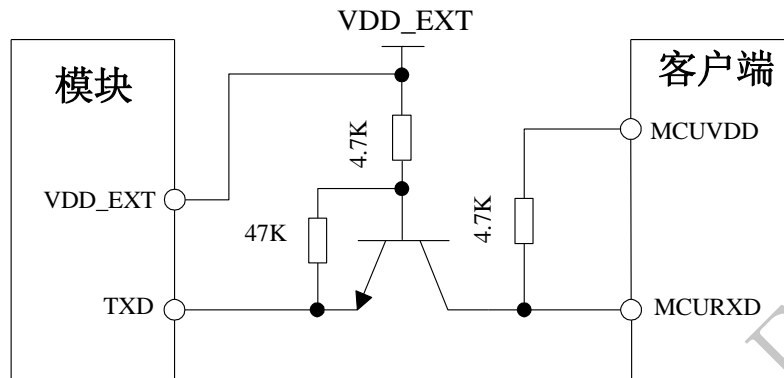 VDD_EXT
模块
客户端
4.7K
MCUVDD
VDD_EXT
47K
4.7K
TXD
MCURXD